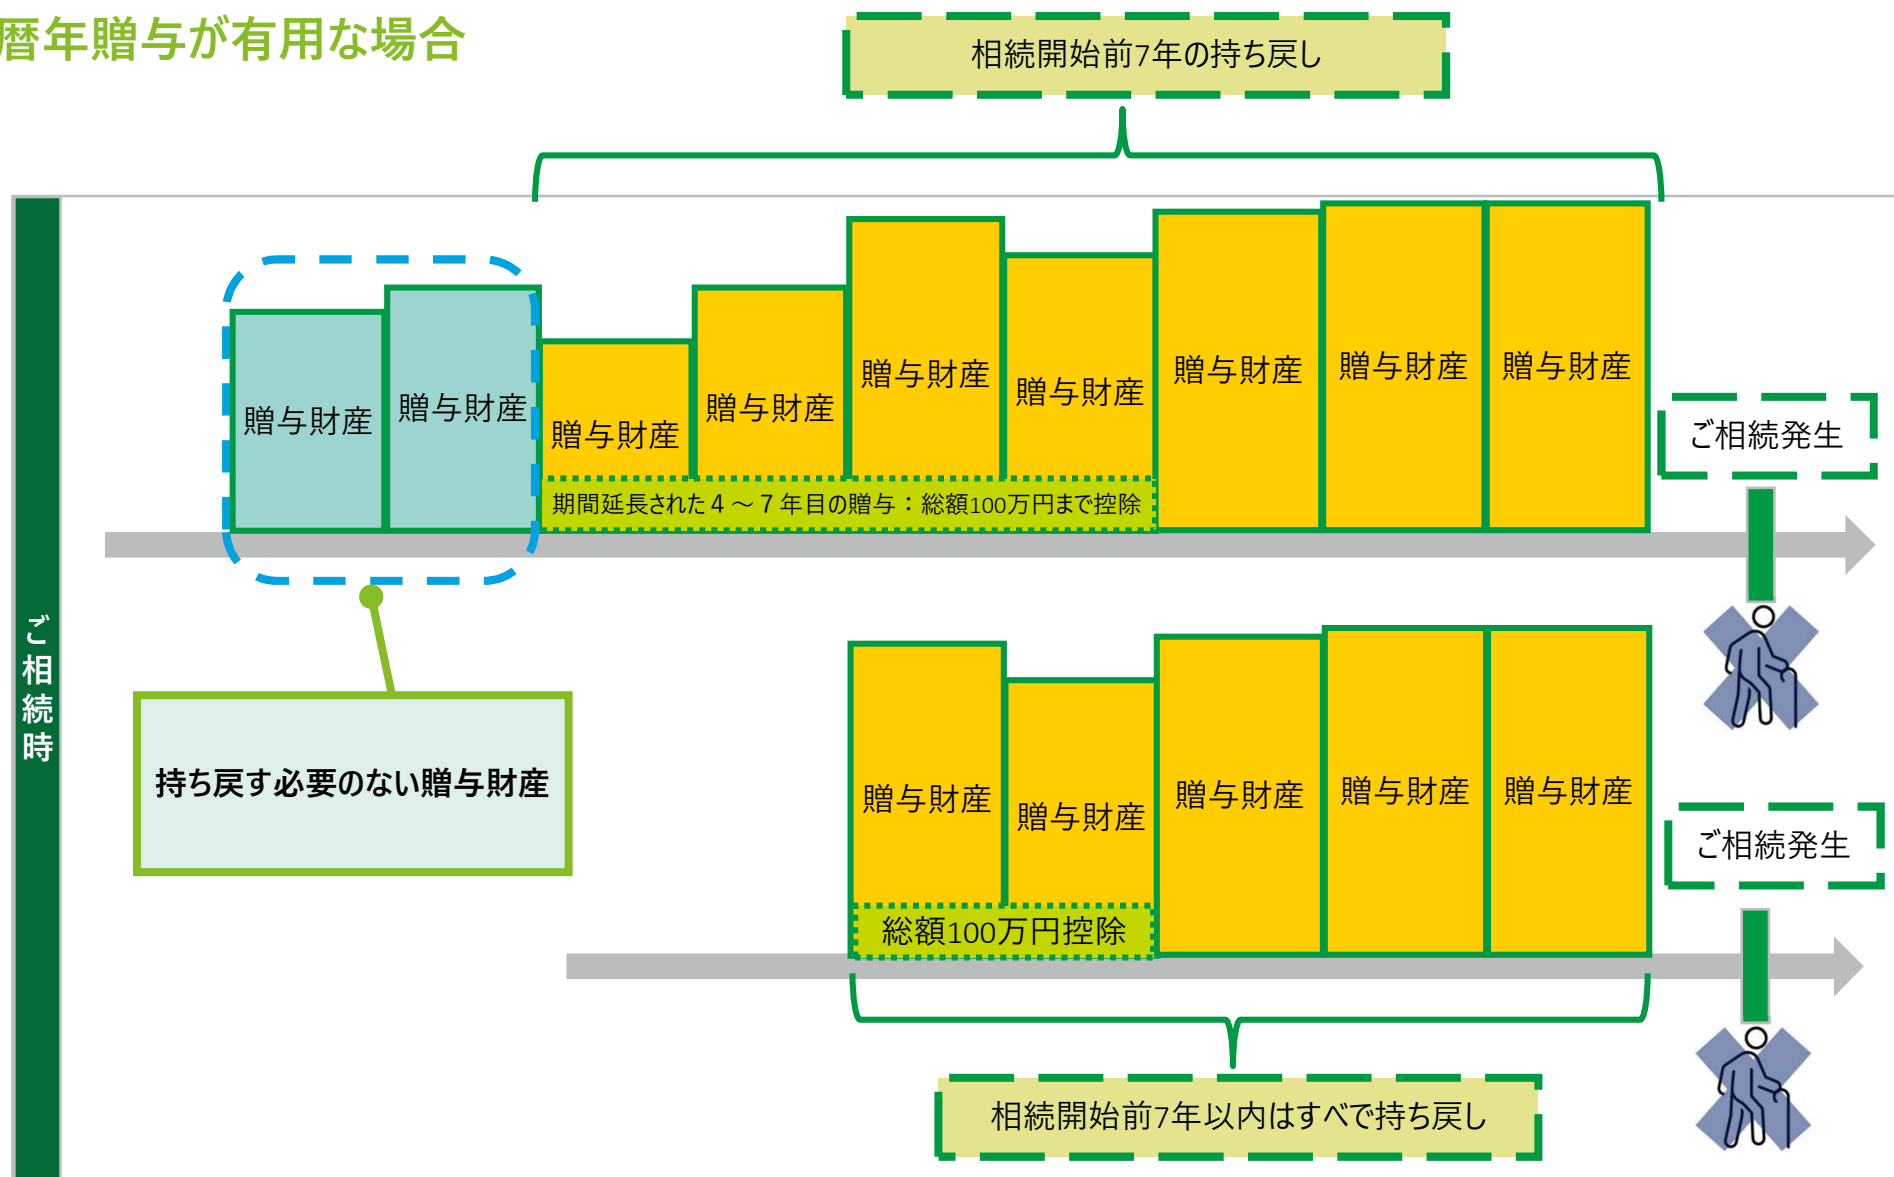 暦年贈与が有用な場合
相続開始前7年の持ち戻し
贈与財産
贈与財産
贈与財産
贈与財産
贈与財産
贈与財産
贈与財産
贈与財産
贈与財産
期間延長された４～７年目の贈与：総額100万円まで控除
ご相続発生
ご相続時
持ち戻す必要のない贈与財産
贈与財産
贈与財産
贈与財産
贈与財産
贈与財産
総額100万円控除
ご相続発生
相続開始前7年以内はすべで持ち戻し